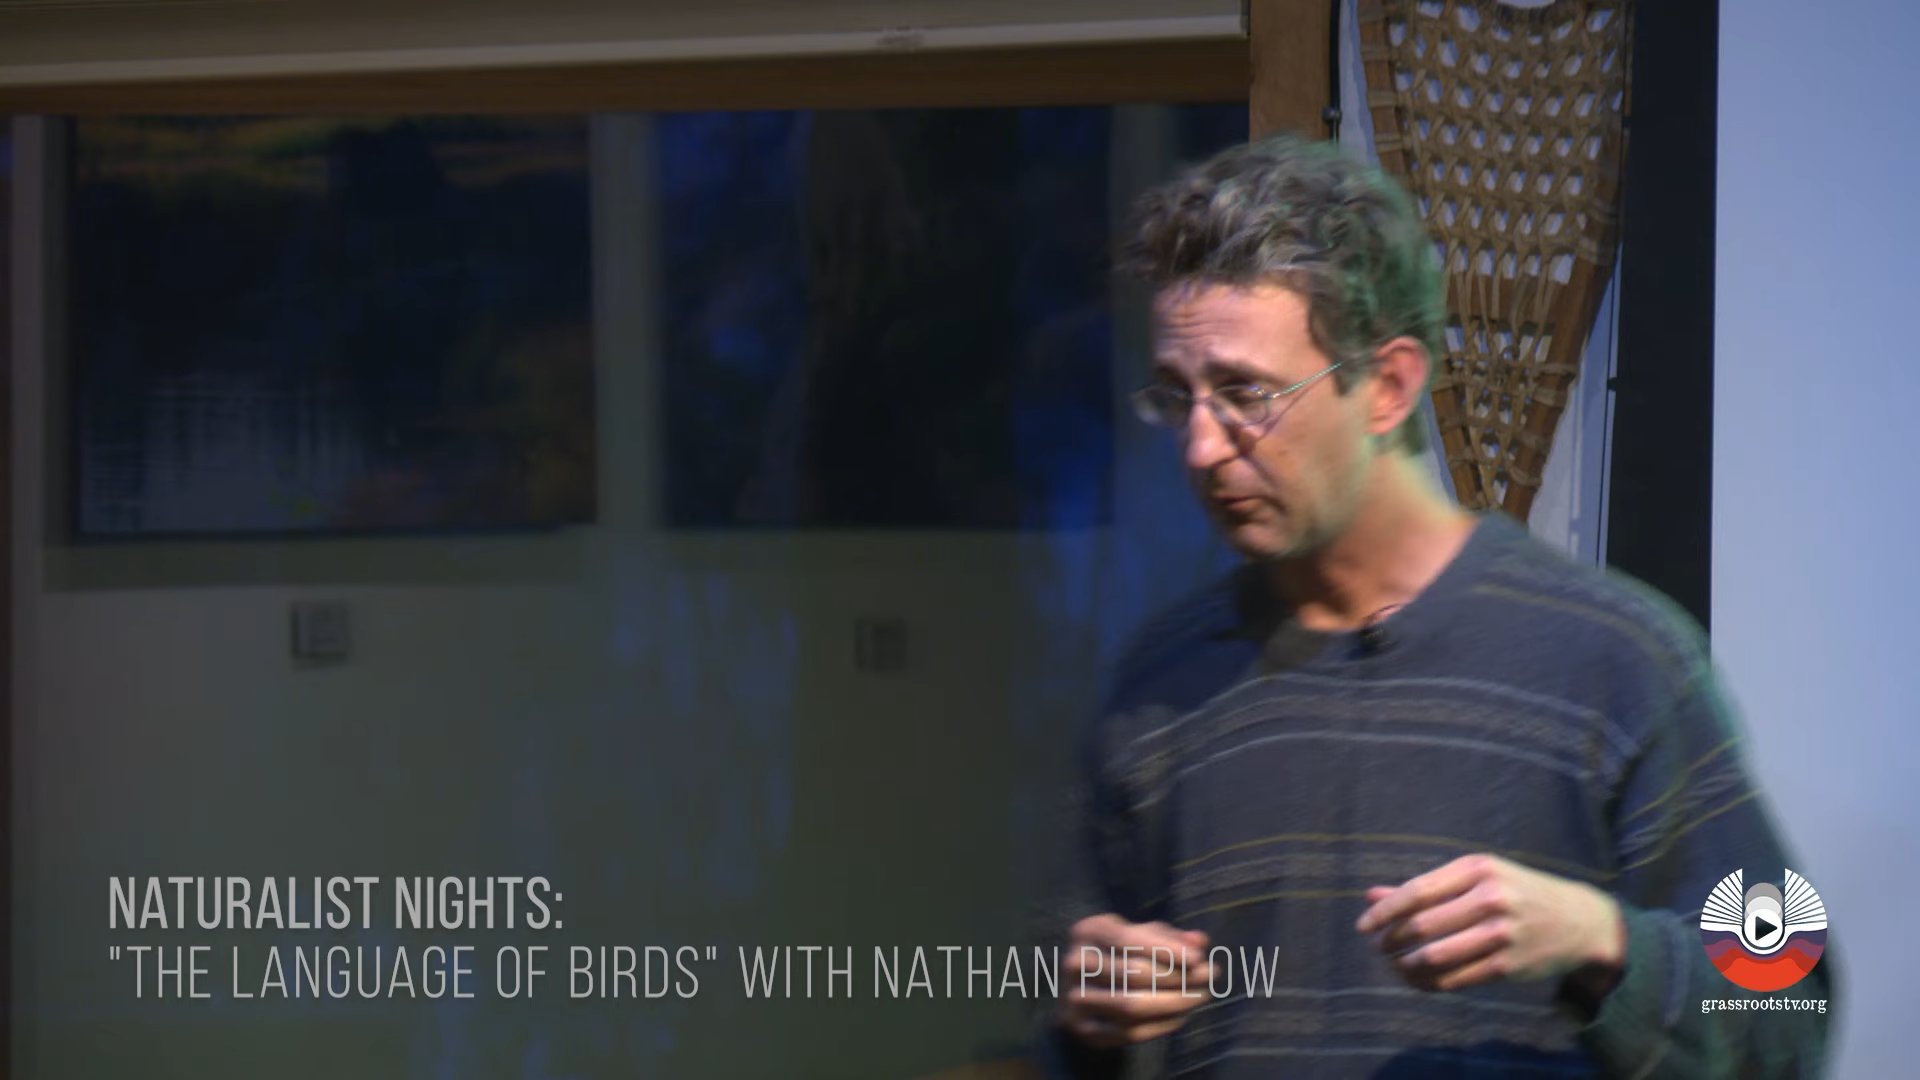 NATURALIST NIGHTS:
"THE LANGUAGE OF BIRDS" WITH NATHAN PIEPLOW
grassrootstv.org